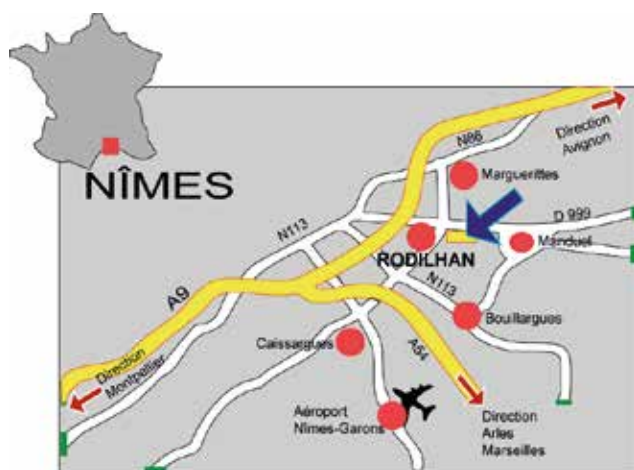 NÎMES
N86
Direction
Avignon
Marguerittes
D 999
N113
Manduel
RODILHAN
N113
A9
Bouillargues
Caissargues
A54
Direction
Montpellier
Aéroport
Nîmes-Garons
Direction
Arles
Marseilles